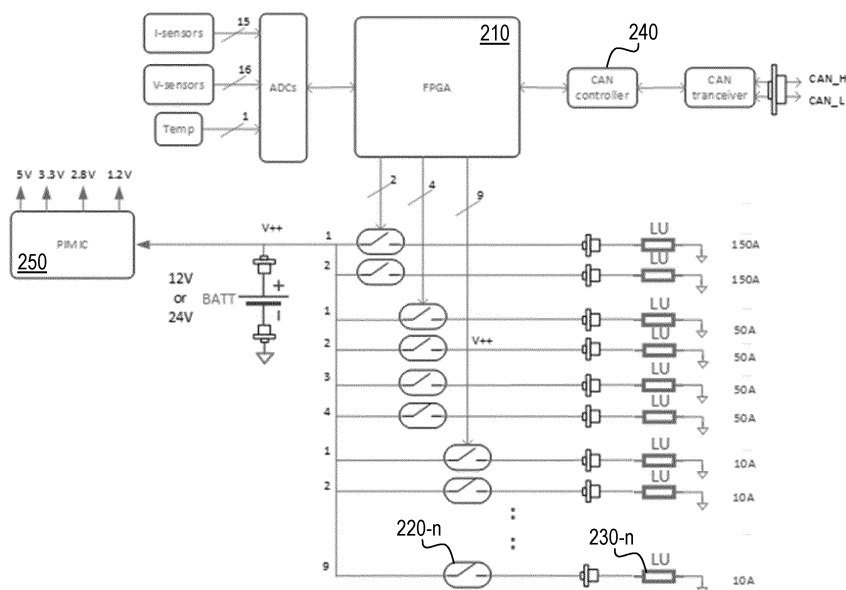 I-sensors
15
V-sensors
16
Temp
1
ADCs
210
FPGA
240
CAN
controller
CAN
tranceiver
CAN_H
CAN_L
2
4
9
5V 3.3V 2.8V 1.2V
250
PIMIC
V++
12V
or
24V
BATT
+
1
LU
150A
2
LU
150A
1
LU
50A
2
V++
LU
50A
3
LU
50A
4
LU
50A
1
LU
10A
2
LU
10A
220-n
230-n
9
LU
10A